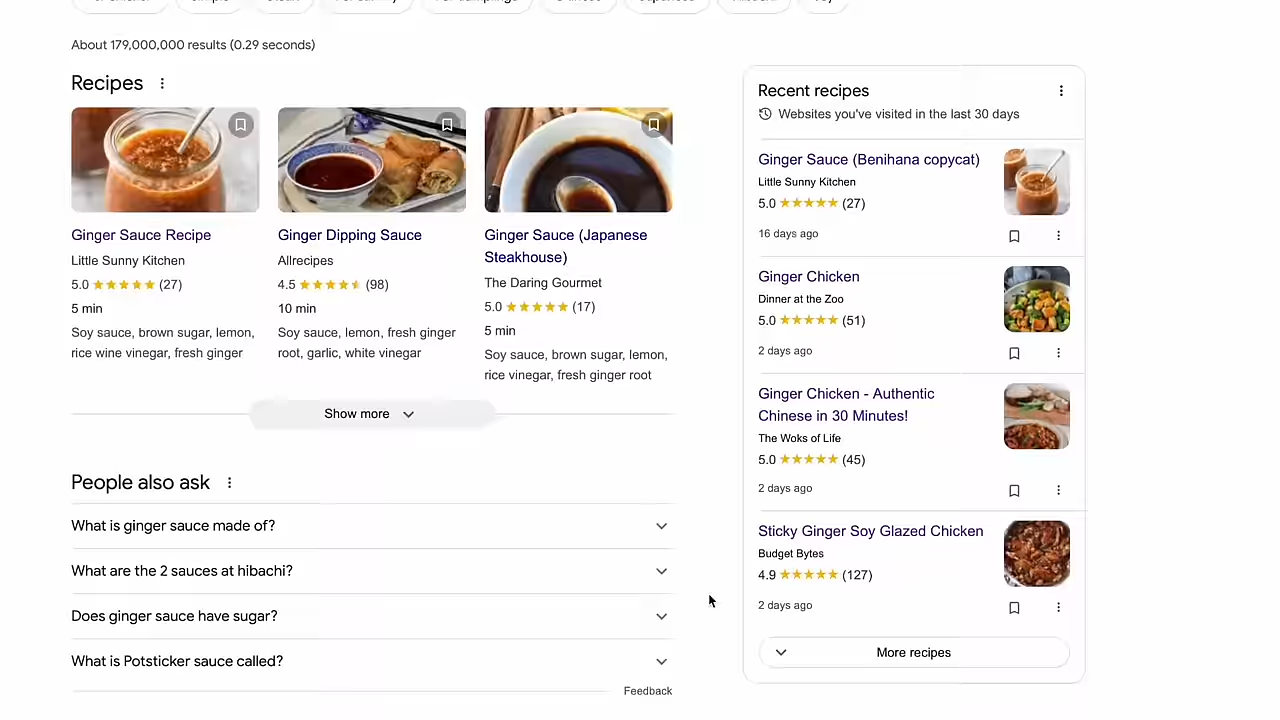 About 179,000,000 results (0.29 seconds)
Recipes
Ginger Sauce Recipe
Little Sunny Kitchen
5.0 ★★★★★ (27)
5 min
Soy sauce, brown sugar, lemon,
rice wine vinegar, fresh ginger
Ginger Dipping Sauce
Allrecipes
4.5 ★★★★★ (98)
10 min
Soy sauce, lemon, fresh ginger
root, garlic, white vinegar
Ginger Sauce (Japanese
Steakhouse)
The Daring Gourmet
5.0 ★★★★★ (17)
5 min
Soy sauce, brown sugar, lemon,
rice vinegar, fresh ginger root
Show more
People also ask
What is ginger sauce made of?
What are the 2 sauces at hibachi?
Does ginger sauce have sugar?
What is Potsticker sauce called?
Feedback
Recent recipes
Websites you've visited in the last 30 days
Ginger Sauce (Benihana copycat)
Little Sunny Kitchen
5.0 ★★★★★ (27)
16 days ago
Ginger Chicken
Dinner at the Zoo
5.0 ★★★★★ (51)
2 days ago
Ginger Chicken - Authentic
Chinese in 30 Minutes!
The Woks of Life
5.0 ★★★★★ (45)
2 days ago
Sticky Ginger Soy Glazed Chicken
Budget Bytes
4.9 ★★★★★ (127)
2 days ago
More recipes